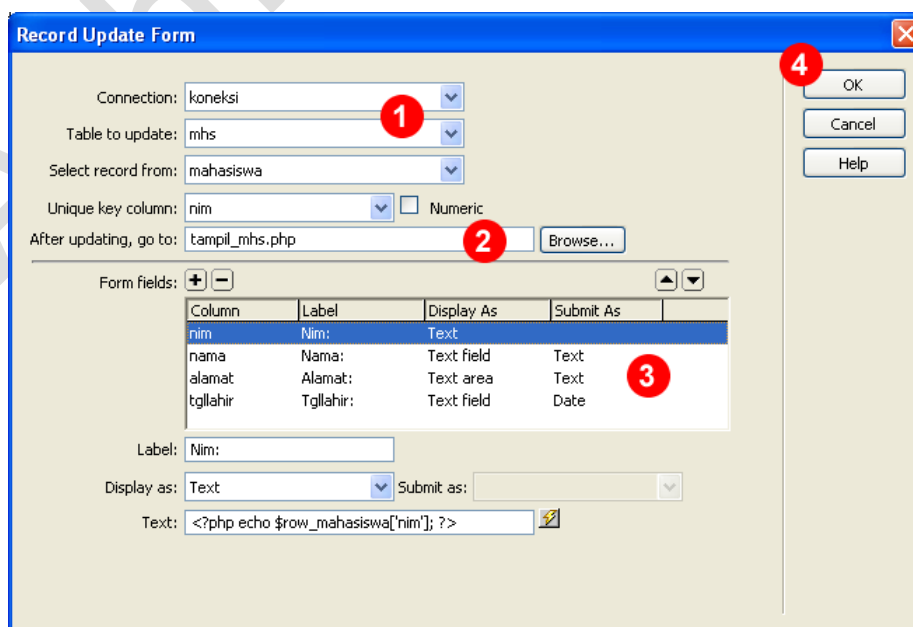 Record Update Form
4
OK
Connection: koneksi
1
Cancel
Table to update: mhs
Help
Select record from: mahasiswa
Unique key column: nim Numeric
After updating, go to: tampil_mhs.php 2 Browse...
Form fields:
Column Label Display As Submit As
nim Nim: Text
nama Nama: Text field Text
alamat Alamat: Text area Text
3
tgllahir Tgllahir: Text field Date
Label: Nim:
Display as: Text Submit as:
Text: <?php echo $row_mahasiswa['nim']; ?>